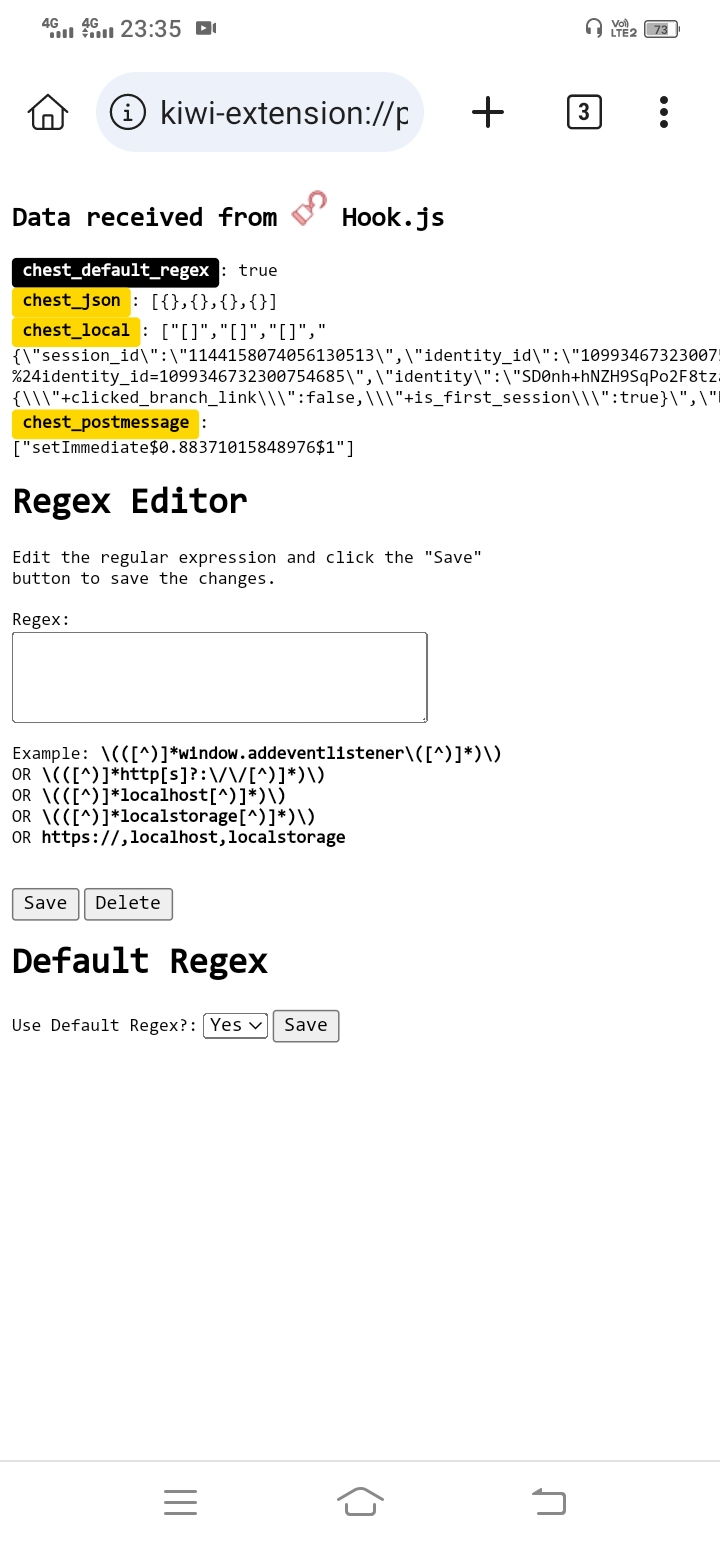 4G 4G 23:35 Vo) LTE2 73
kiwi-extension://p 3
Data received from Hook.js
chest_default_regex: true
chest_json: [{},{},{},{}]
chest_local: ["[]","[]","[]","
{\"session_id\":\"1144158074056130513\",\"identity_id\":\"109934673230075
%24identity_id=1099346732300754685\",\"identity\":\"SD0nh+hNZH9SqPo2F8tza
{\\\"+clicked_branch_link\\\":false,\\\"+is_first_session\\\":true}\",\"
chest_postmessage:
["setImmediate$0.88371015848976$1"]
Regex Editor
Edit the regular expression and click the "Save"
button to save the changes.
Regex:
Example: \(([^)]*window.addeventlistener\([^)]*)\)
OR \(([^)]*http[s]?:\/\/[^)]*)\)
OR \(([^)]*localhost[^)]*)\)
OR \(([^)]*localstorage[^)]*)\)
OR https://,localhost,localstorage
Save Delete
Default Regex
Use Default Regex?: Yes Save